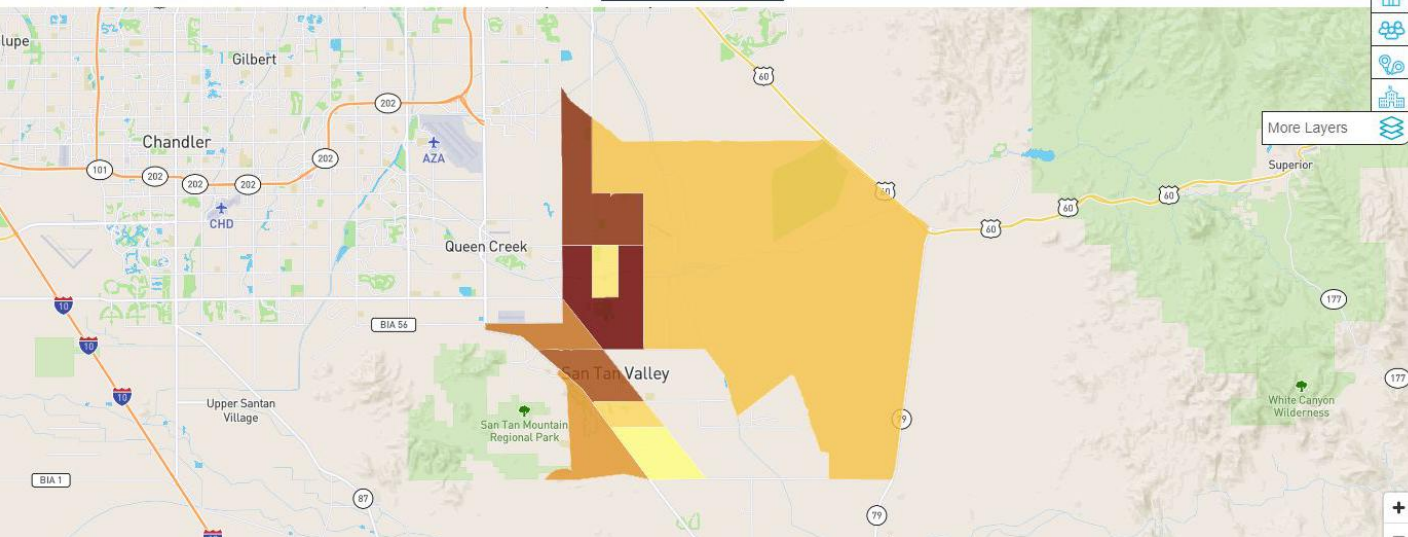 lupe
Gilbert
60
202
More Layers
Chandler
AZA
202
Superior
101
202
202
202
60
60
60
CHD
60
Queen Creek
177
10
BIA 56
10
San Tan Valley
177
10
Upper Santan
Village
White Canyon
Wilderness
San Tan Mountain
Regional Park
79
BIA 1
87
79
+